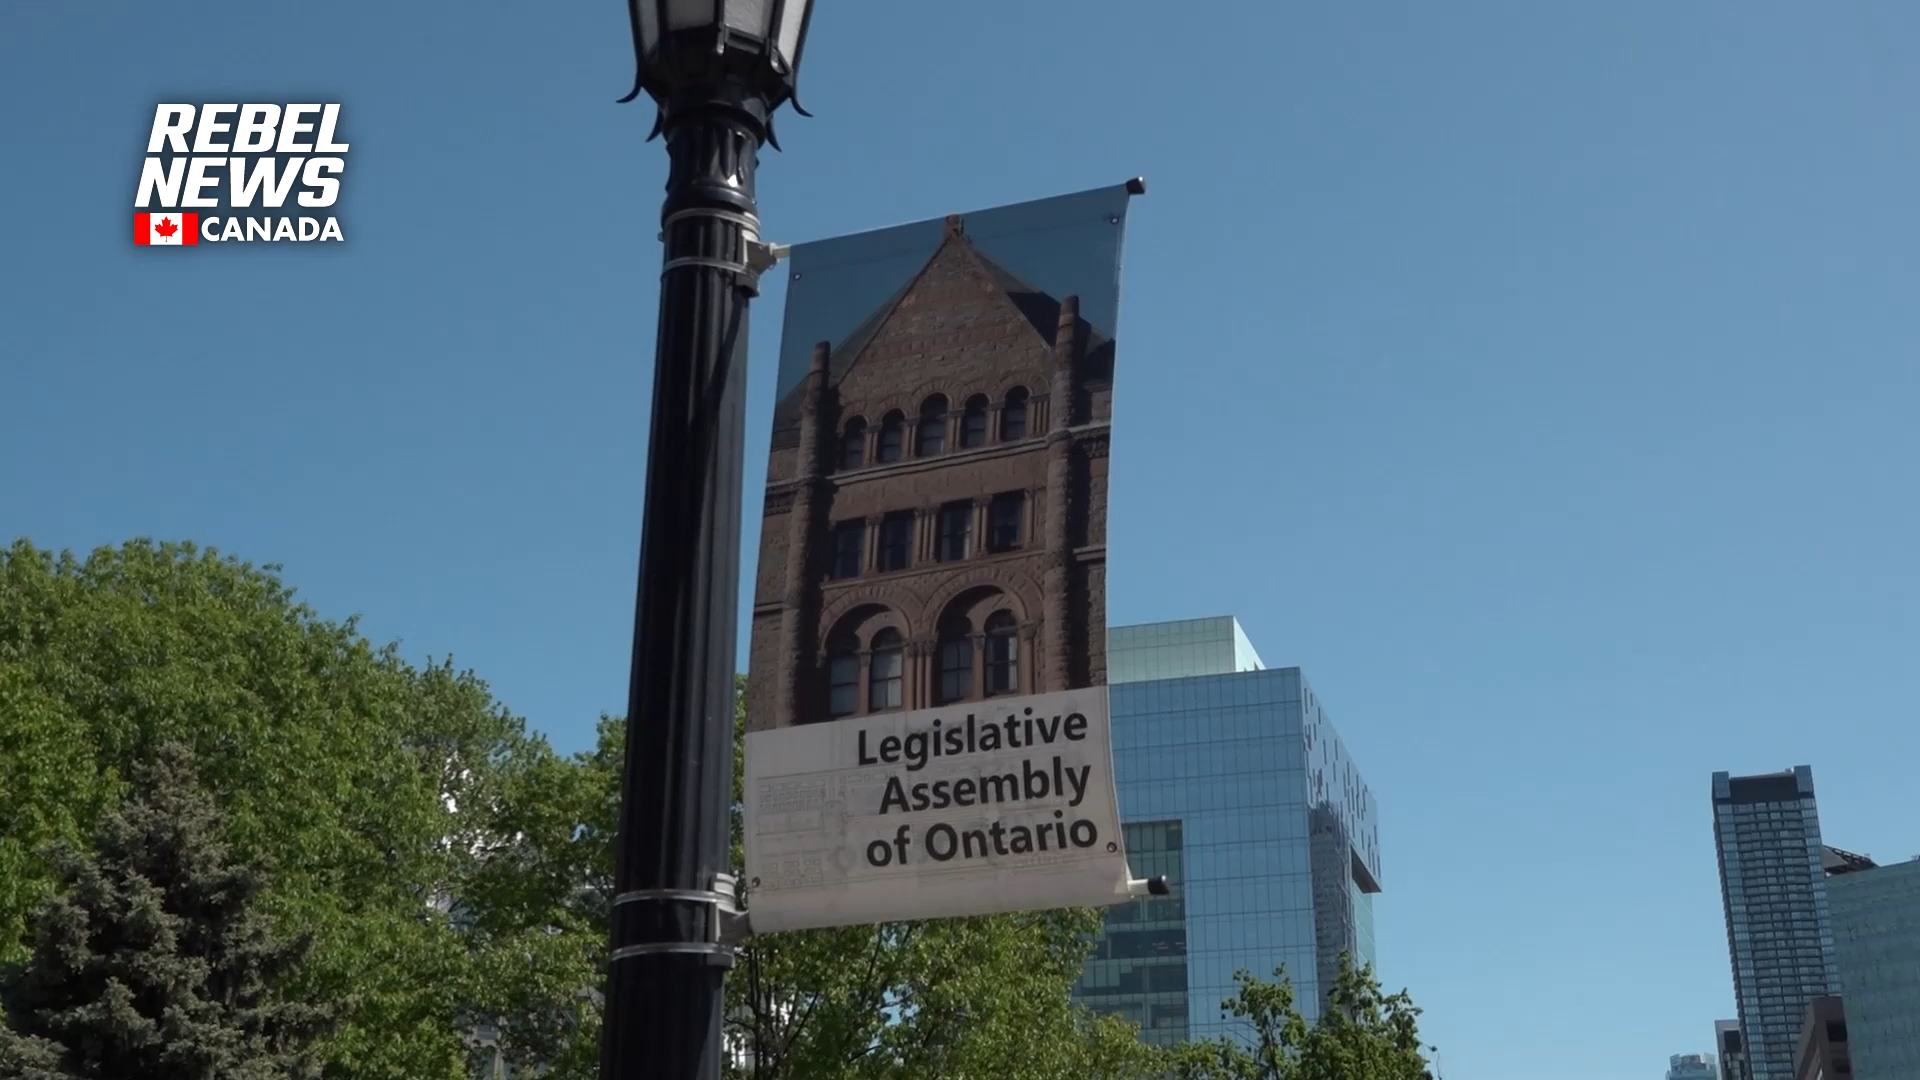 REBEL
NEWS
CANADA
Legislative
Assembly
of Ontario